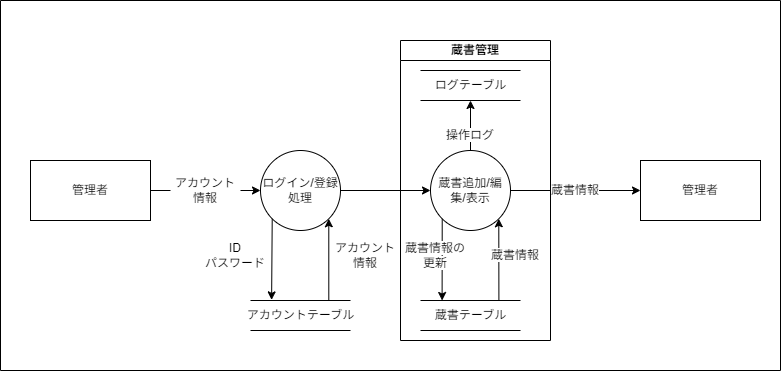 蔵書管理
ログテーブル
操作ログ
管理者
アカウント
情報
ログイン/登録
処理
蔵書追加/編
集/表示
蔵書情報
管理者
ID
パスワード
アカウント
情報
蔵書情報の
更新
蔵書情報
アカウントテーブル
蔵書テーブル